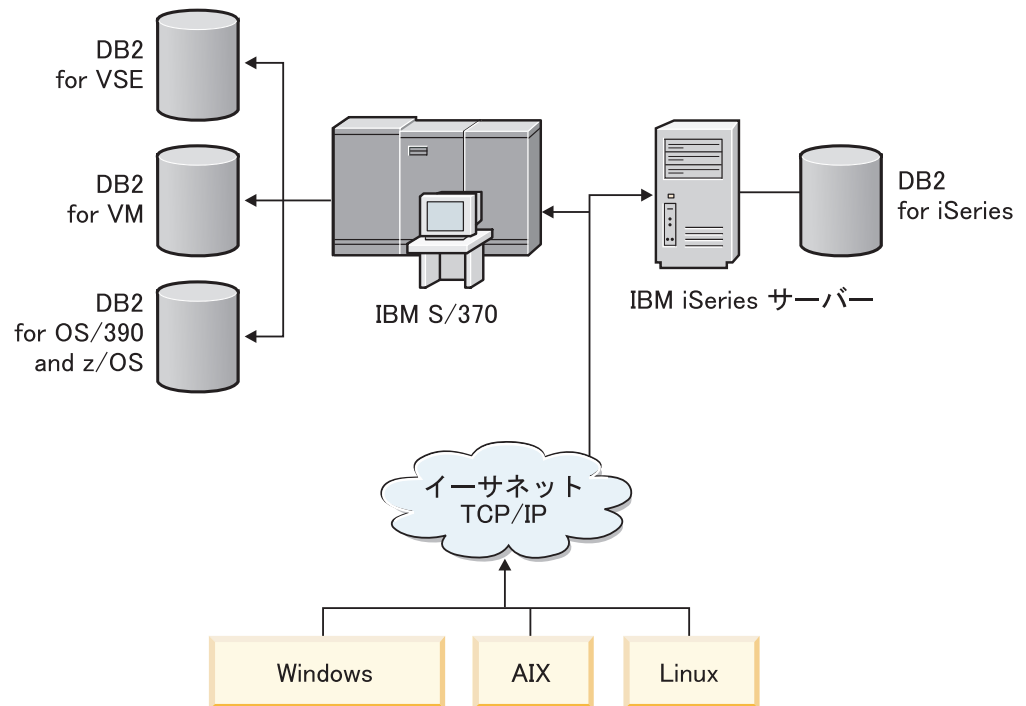 DB2
for VSE
DB2
for VM
DB2
for OS/390
and z/OS
IBM S/370
IBM iSeries サーバー
DB2
for iSeries
イーサネット
TCP/IP
Windows
AIX
Linux